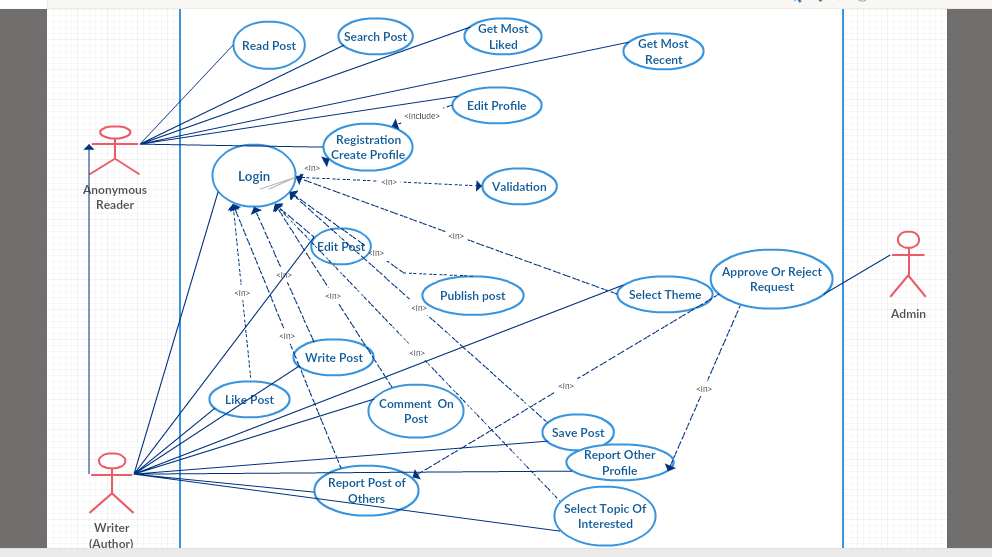 Read Post
Search Post
Get Most
Liked
Get Most
Recent
Edit Profile
<include>
Registration
Create Profile
<in>
Login
<in>
Validation
Anonymous
Reader
<in>
Edit Post
<in>
Approve Or Reject
Request
<in>
<in>
<in>
Publish post
Select Theme
<in>
Admin
<in>
<in>
Write Post
<in>
<in>
Like Post
Comment On
Post
Save Post
Report Other
Profile
Report Post of
Others
Select Topic Of
Interested
Writer
(Author)